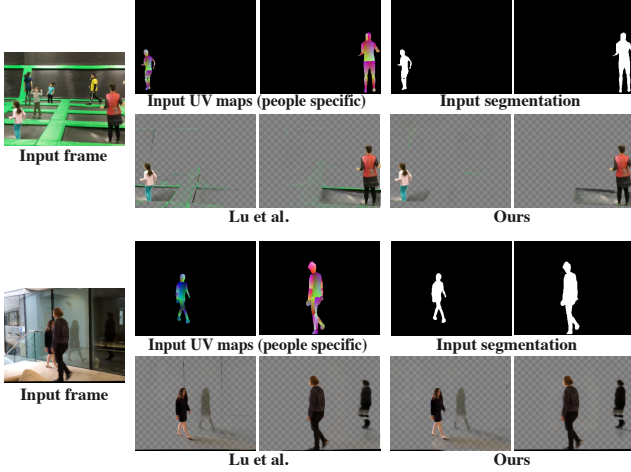 Input UV maps (people specific)
Input segmentation
Input frame
Lu et al.
Ours
Input UV maps (people specific)
Input segmentation
Input frame
Lu et al.
Ours